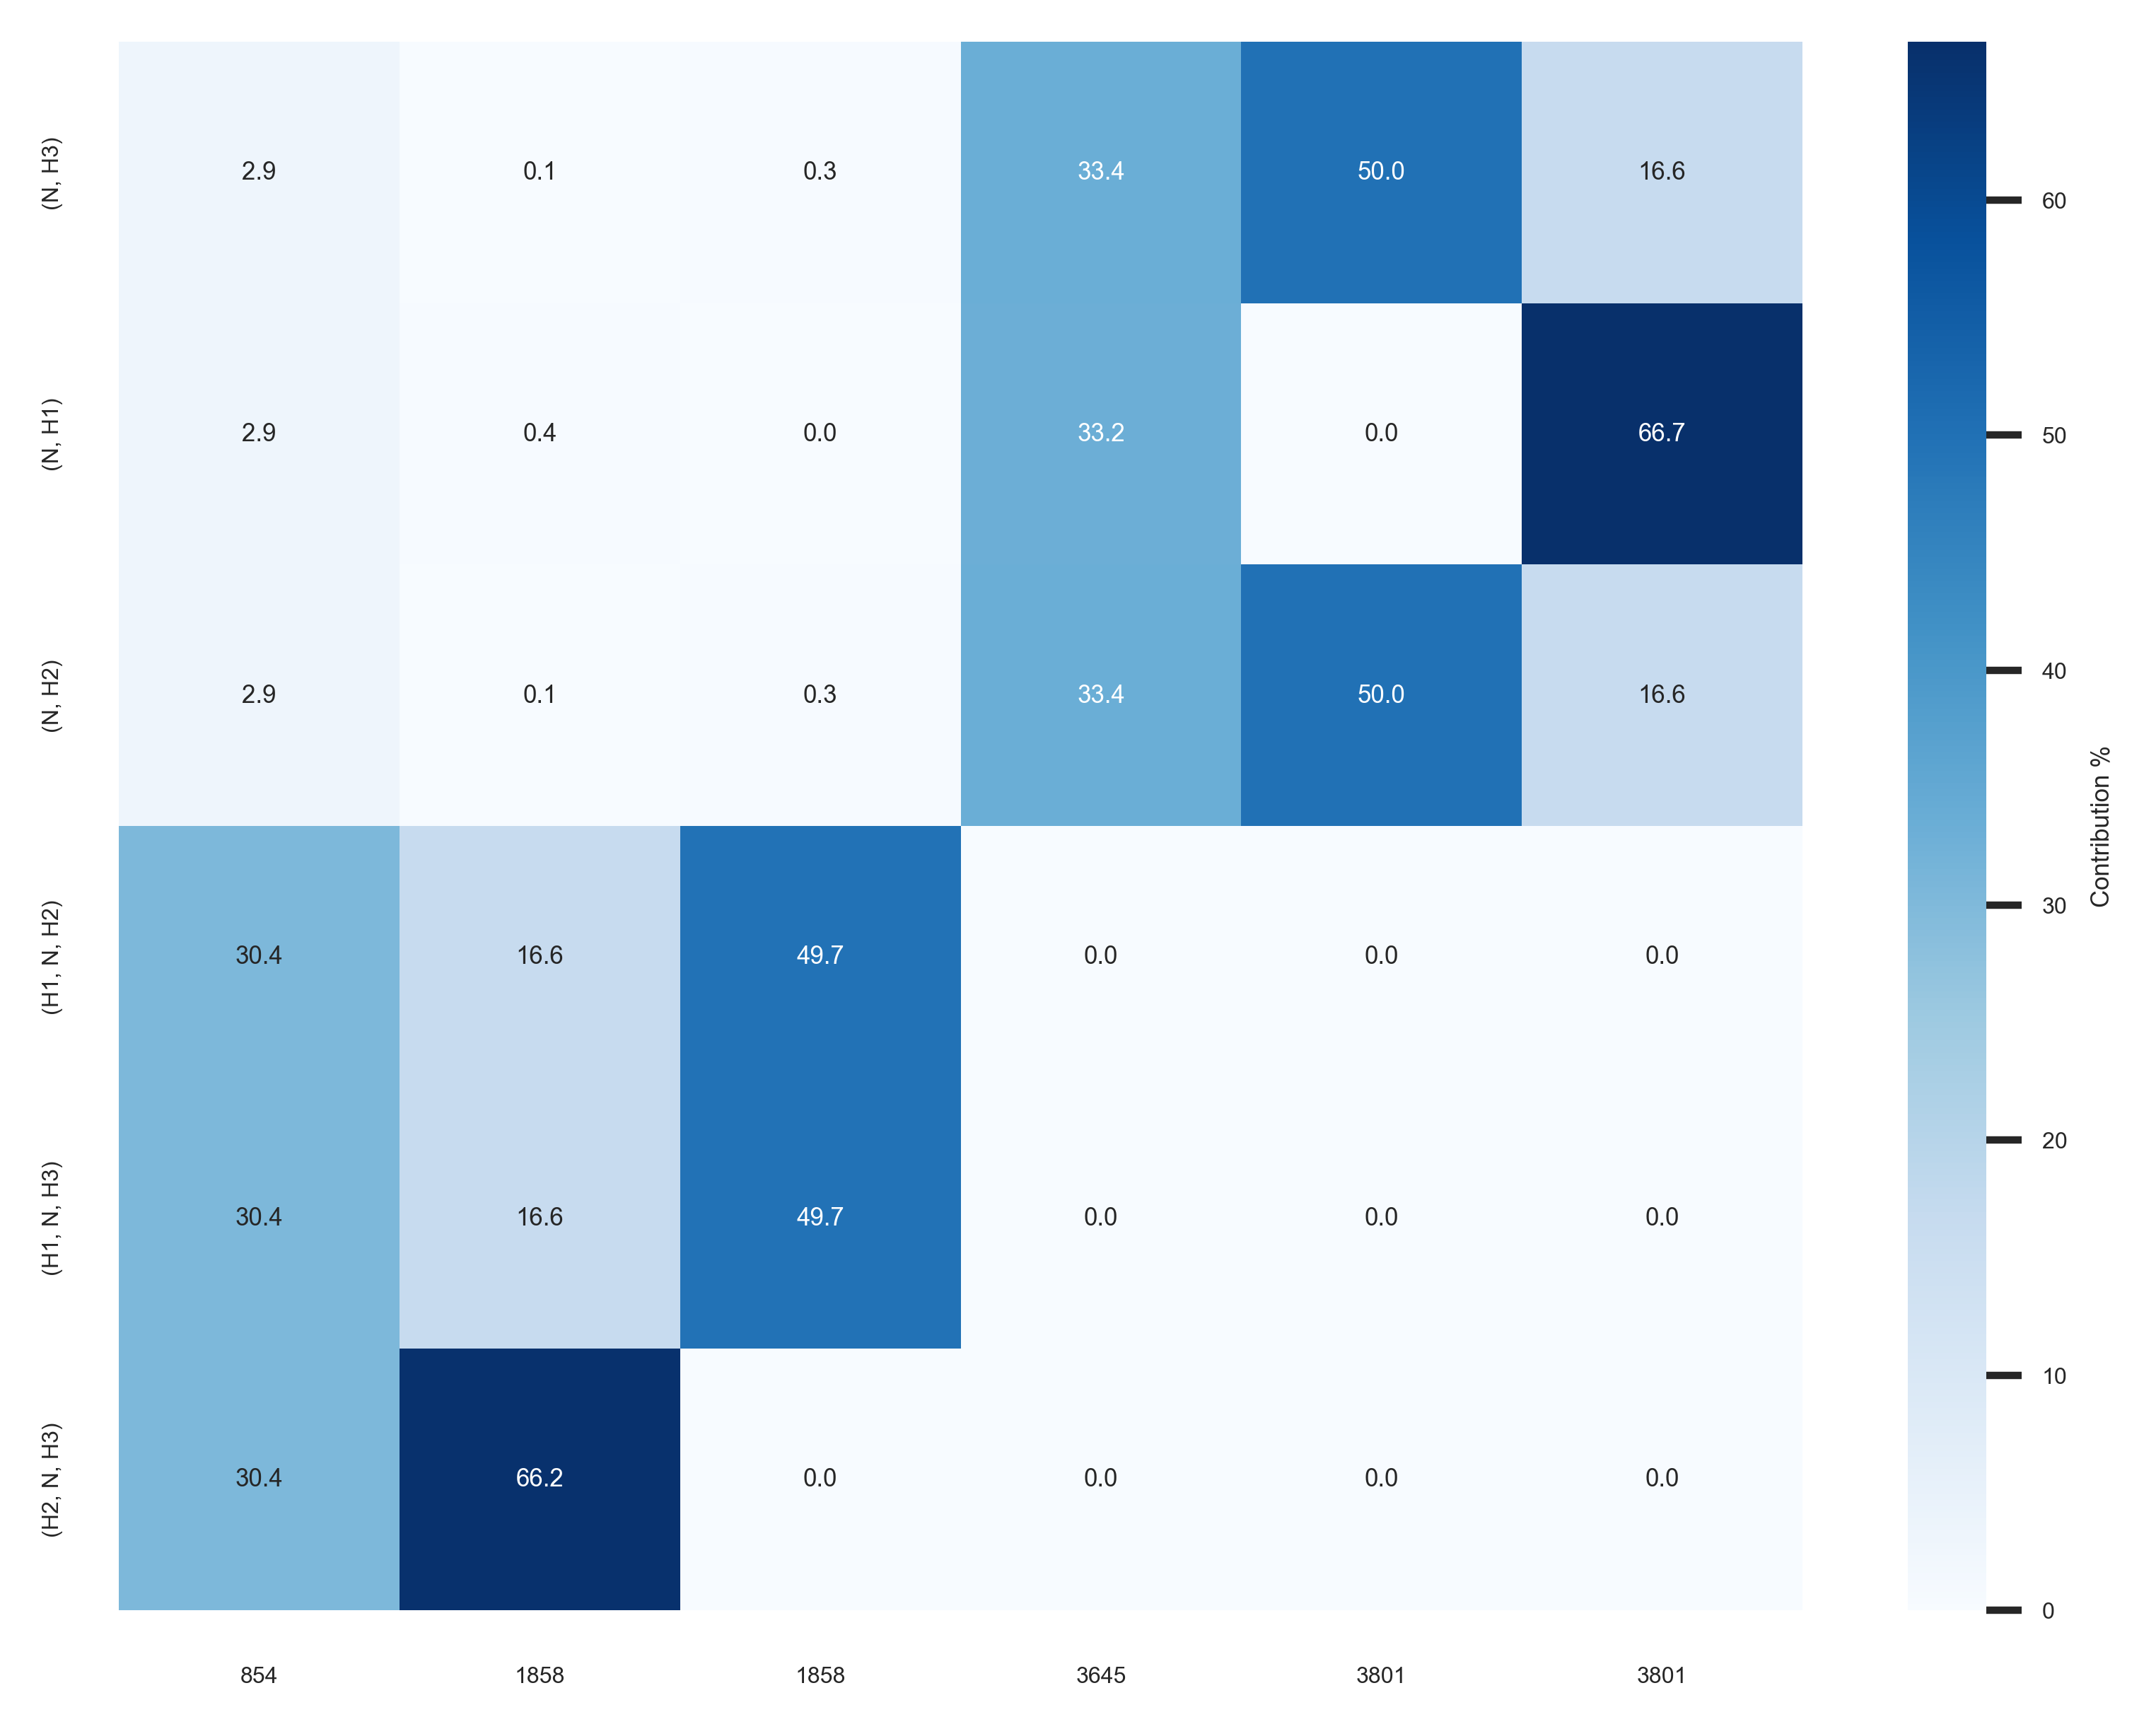 (N, H3) 2.9 0.1 0.3 33.4 50.0 16.6
(N, H1) 2.9 0.4 0.0 33.2 0.0 66.7
(N, H2) 2.9 0.1 0.3 33.4 50.0 16.6
(H1, N, H2) 30.4 16.6 49.7 0.0 0.0 0.0
(H1, N, H3) 30.4 16.6 49.7 0.0 0.0 0.0
(H2, N, H3) 30.4 66.2 0.0 0.0 0.0 0.0
854 1858 1858 3645 3801 3801
60
50
40
30
20
10
0
Contribution %